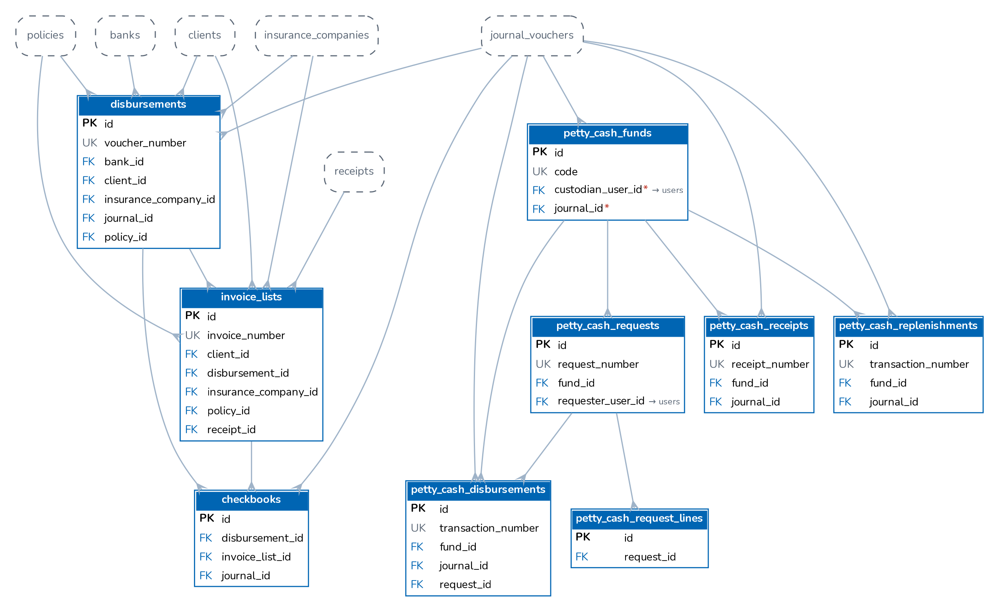 policies
banks
clients
insurance_companies
journal_vouchers
disbursements
PK id
UK voucher_number
FK bank_id
FK client_id
FK insurance_company_id
FK journal_id
FK policy_id
receipts
petty_cash_funds
PK id
UK code
FK custodian_user_id* → users
FK journal_id*
invoice_lists
PK id
UK invoice_number
FK client_id
FK disbursement_id
FK insurance_company_id
FK policy_id
FK receipt_id
petty_cash_requests
PK id
UK request_number
FK fund_id
FK requester_user_id → users
petty_cash_receipts
PK id
UK receipt_number
FK fund_id
FK journal_id
petty_cash_replenishments
PK id
UK transaction_number
FK fund_id
FK journal_id
checkbooks
PK id
FK disbursement_id
FK invoice_list_id
FK journal_id
petty_cash_disbursements
PK id
UK transaction_number
FK fund_id
FK journal_id
FK request_id
petty_cash_request_lines
PK id
FK request_id